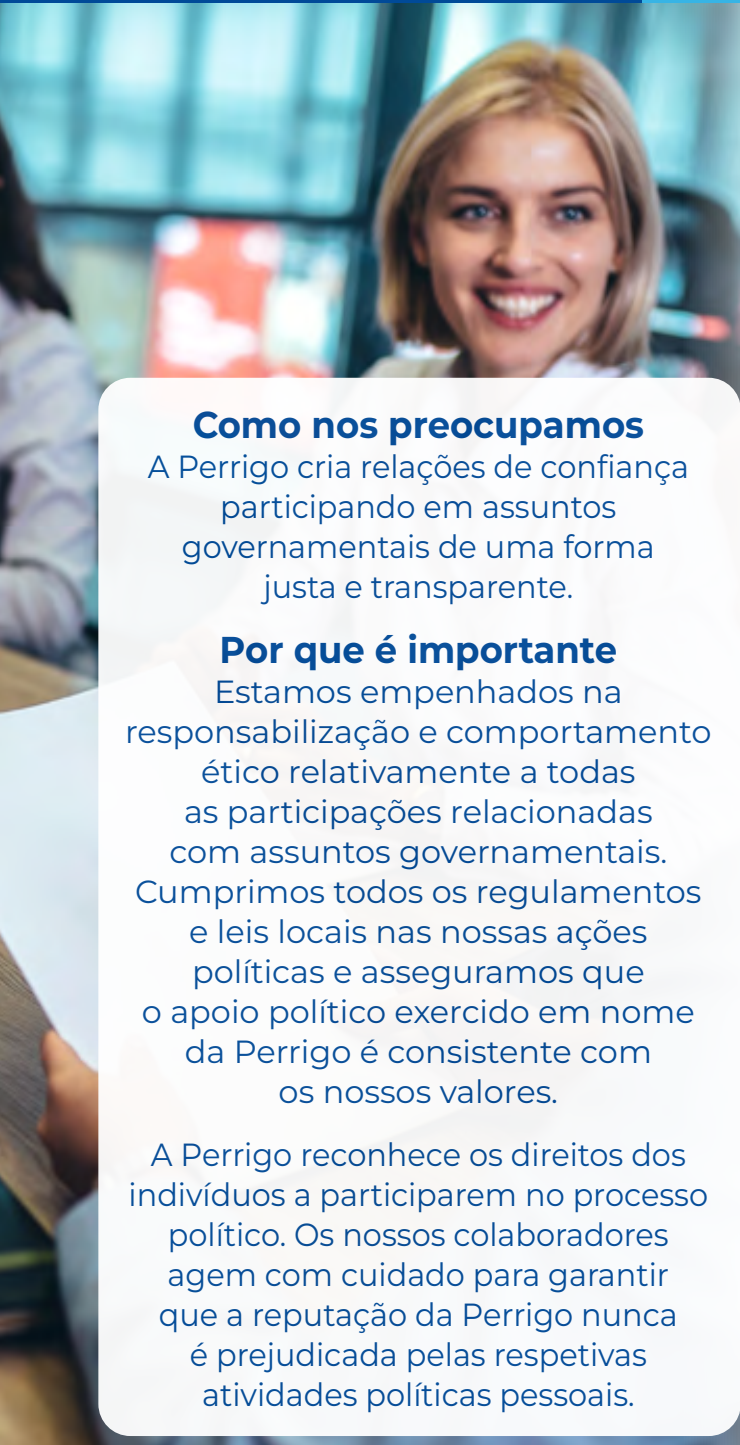 Como nos preocupamos
A Perrigo cria relações de confiança
participando em assuntos
governamentais de uma forma
justa e transparente.
Por que é importante
Estamos empenhados na
responsabilização e comportamento
ético relativamente a todas
as participações relacionadas
com assuntos governamentais.
Cumprimos todos os regulamentos
e leis locais nas nossas ações
políticas e asseguramos que
o apoio político exercido em nome
da Perrigo é consistente com
os nossos valores.
A Perrigo reconhece os direitos dos
indivíduos a participarem no processo
político. Os nossos colaboradores
agem com cuidado para garantir
que a reputação da Perrigo nunca
é prejudicada pelas respetivas
atividades políticas pessoais.